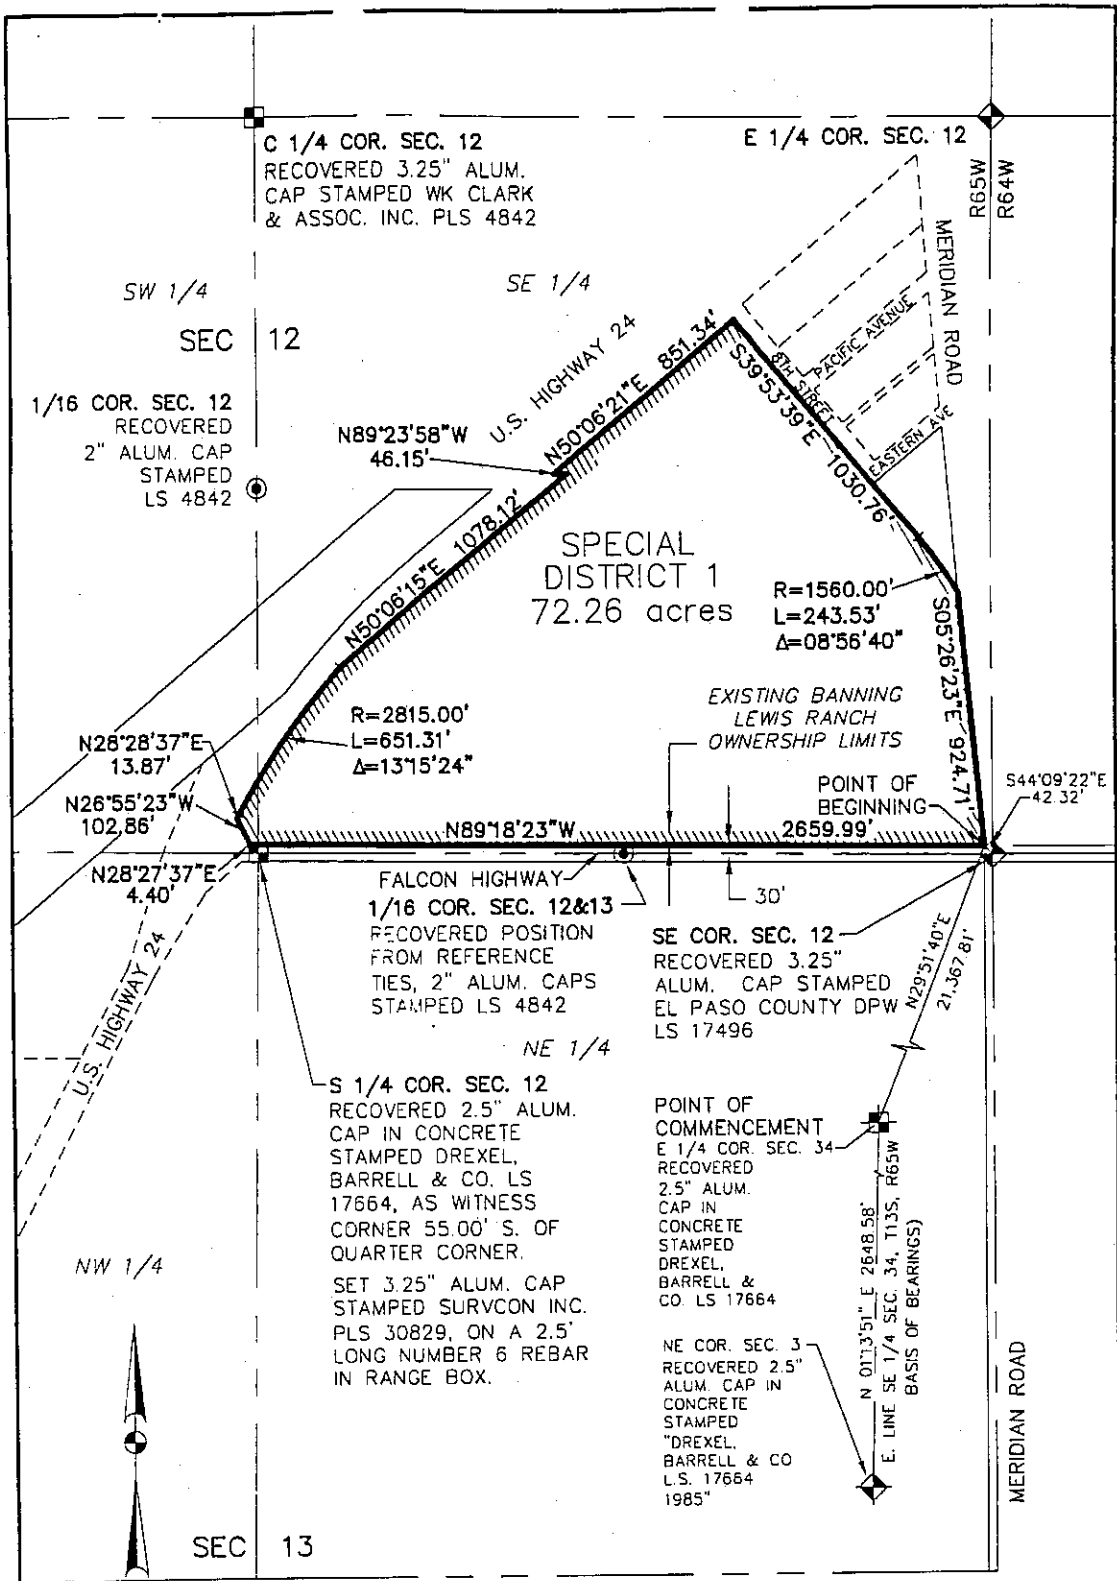 C 1/4 COR. SEC. 12
RECOVERED 3.25" ALUM.
CAP STAMPED WK CLARK
& ASSOC. INC. PLS 4842
E 1/4 COR. SEC. 12
R65W
R64W
MERIDIAN ROAD
SW 1/4
SE 1/4
SEC 12
1/16 COR. SEC. 12
RECOVERED
2" ALUM. CAP
STAMPED
LS 4842
N89°23'58"W
46.15'
U.S. HIGHWAY 24
N50°06'21"E 851.34'
S39°53'39"E 1030.76'
8TH STREET
PACIFIC AVENUE
EASTERN AVE
N50°06'15"E 1078.12'
SPECIAL
DISTRICT 1
72.26 acres
R=1560.00'
L=243.53'
Δ=08°56'40"
S05°26'23"E 924.71'
EXISTING BANNING
LEWIS RANCH
OWNERSHIP LIMITS
R=2815.00'
L=651.31'
Δ=13°15'24"
N28°28'37"E
13.87'
N26°55'23"W
102.86'
N28°27'37"E
4.40'
POINT OF
BEGINNING
S44°09'22"E
42.32'
N89°18'23"W 2659.99'
FALCON HIGHWAY
30'
1/16 COR. SEC. 12&13
RECOVERED POSITION
FROM REFERENCE
TIES, 2" ALUM. CAPS
STAMPED LS 4842
SE COR. SEC. 12
RECOVERED 3.25"
ALUM. CAP STAMPED
EL PASO COUNTY DPW
LS 17496
N29°51'40"E
21,367.81'
U.S. HIGHWAY 24
NE 1/4
S 1/4 COR. SEC. 12
RECOVERED 2.5" ALUM.
CAP IN CONCRETE
STAMPED DREXEL,
BARRELL & CO. LS
17664, AS WITNESS
CORNER 55.00' S. OF
QUARTER CORNER.
SET 3.25" ALUM. CAP
STAMPED SURVCON INC.
PLS 30829, ON A 2.5'
LONG NUMBER 6 REBAR
IN RANGE BOX.
POINT OF
COMMENCEMENT
E 1/4 COR. SEC. 34
RECOVERED
2.5" ALUM.
CAP IN
CONCRETE
STAMPED
DREXEL,
BARRELL &
CO. LS 17664
NE COR. SEC. 3
RECOVERED 2.5"
ALUM. CAP IN
CONCRETE
STAMPED
"DREXEL,
BARRELL & CO
L.S. 17664
1985"
N 01°13'51" E 2648.58'
E. LINE SE 1/4 SEC. 34, T13S, R65W
BASIS OF BEARINGS)
MERIDIAN ROAD
NW 1/4
SEC 13